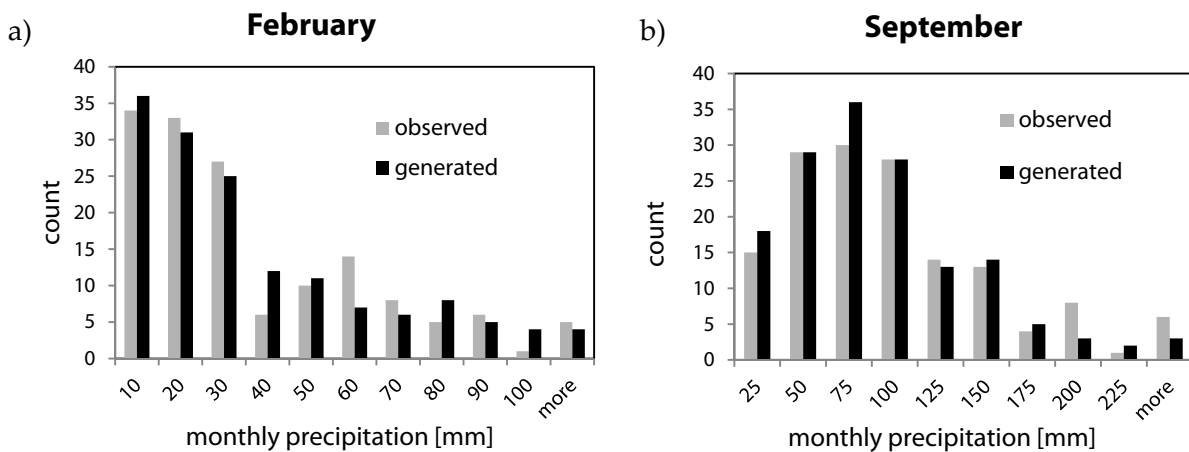 a)
February
40
35
30
25
20
15
10
5
0
count
observed
generated
10 20 30 40 50 60 70 80 90 100 more
monthly precipitation [mm]
b)
September
40
35
30
25
20
15
10
5
0
count
observed
generated
25 50 75 100 125 150 175 200 225 more
monthly precipitation [mm]